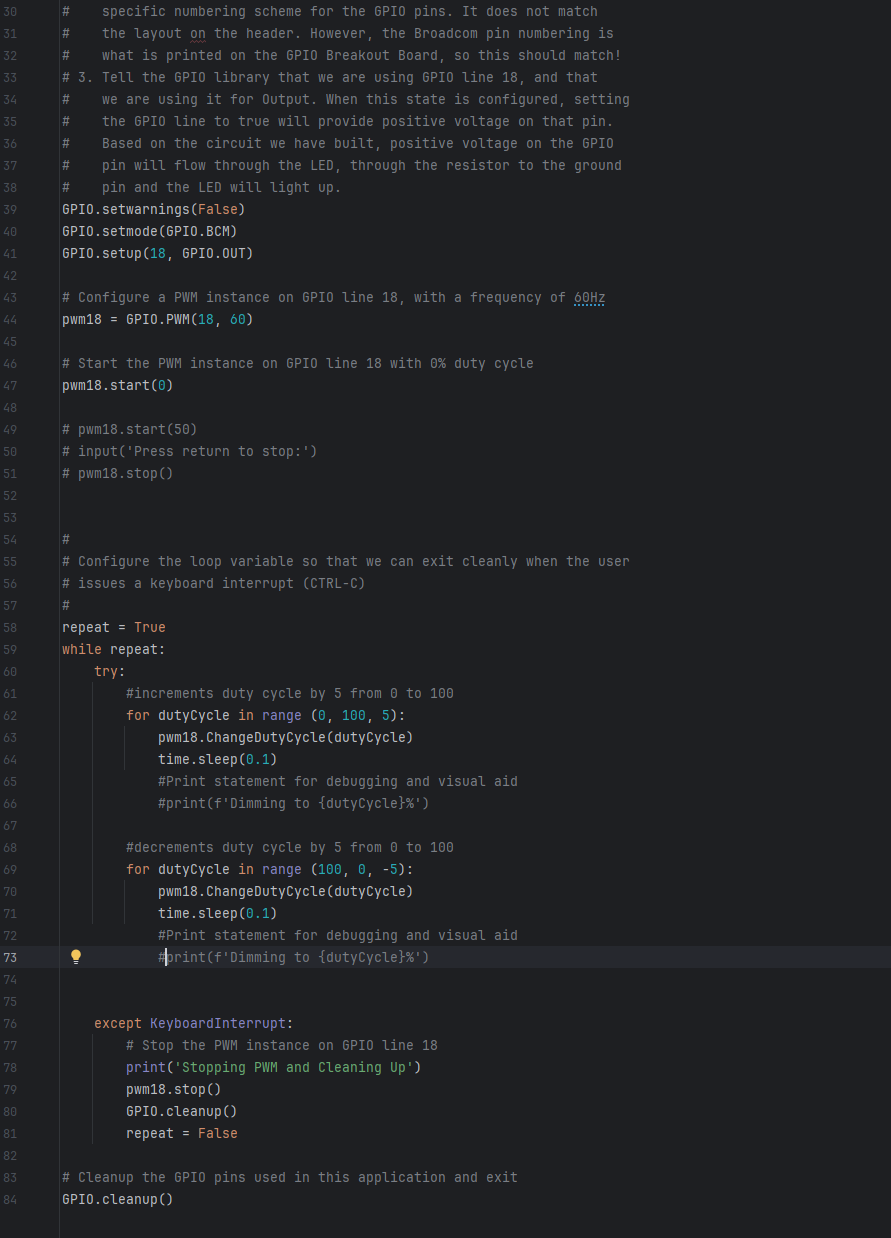 30 #    specific numbering scheme for the GPIO pins. It does not match
31 #    the layout on the header. However, the Broadcom pin numbering is
32 #    what is printed on the GPIO Breakout Board, so this should match!
33 # 3. Tell the GPIO library that we are using GPIO line 18, and that
34 #    we are using it for Output. When this state is configured, setting
35 #    the GPIO line to true will provide positive voltage on that pin.
36 #    Based on the circuit we have built, positive voltage on the GPIO
37 #    pin will flow through the LED, through the resistor to the ground
38 #    pin and the LED will light up.
39 GPIO.setwarnings(False)
40 GPIO.setmode(GPIO.BCM)
41 GPIO.setup(18, GPIO.OUT)
42
43 # Configure a PWM instance on GPIO line 18, with a frequency of 60Hz
44 pwm18 = GPIO.PWM(18, 60)
45
46 # Start the PWM instance on GPIO line 18 with 0% duty cycle
47 pwm18.start(0)
48
49 # pwm18.start(50)
50 # input('Press return to stop:')
51 # pwm18.stop()
52
53
54 #
55 # Configure the loop variable so that we can exit cleanly when the user
56 # issues a keyboard interrupt (CTRL-C)
57 #
58 repeat = True
59 while repeat:
60     try:
61         #increments duty cycle by 5 from 0 to 100
62         for dutyCycle in range (0, 100, 5):
63             pwm18.ChangeDutyCycle(dutyCycle)
64             time.sleep(0.1)
65             #Print statement for debugging and visual aid
66             #print(f'Dimming to {dutyCycle}%')
67
68         #decrements duty cycle by 5 from 0 to 100
69         for dutyCycle in range (100, 0, -5):
70             pwm18.ChangeDutyCycle(dutyCycle)
71             time.sleep(0.1)
72             #Print statement for debugging and visual aid
73             #print(f'Dimming to {dutyCycle}%')
74
75
76     except KeyboardInterrupt:
77         # Stop the PWM instance on GPIO line 18
78         print('Stopping PWM and Cleaning Up')
79         pwm18.stop()
80         GPIO.cleanup()
81         repeat = False
82
83 # Cleanup the GPIO pins used in this application and exit
84 GPIO.cleanup()